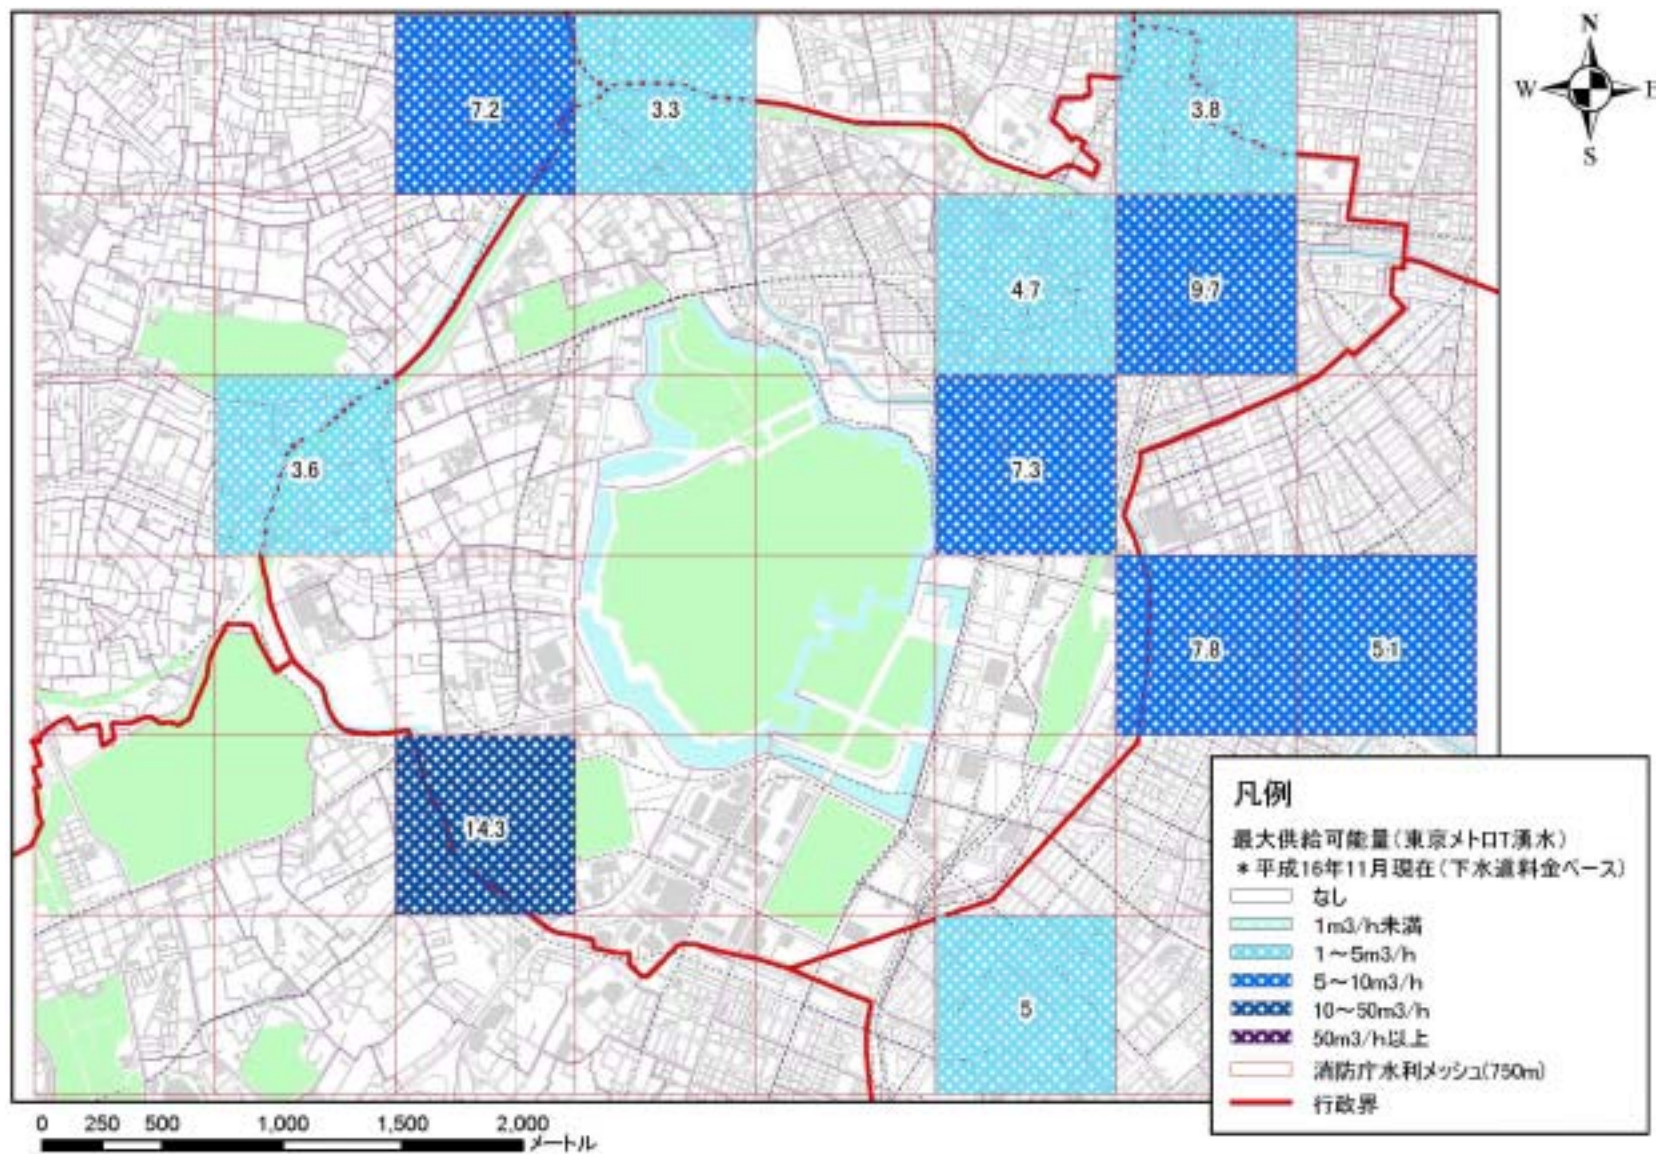 N
W E
S
7.2 3.3 3.8
4.7 9.7
3.6 7.3
7.8 5.1
14.3
5
凡例
最大供給可能量(東京メトロT湧水)
*平成16年11月現在(下水道料金ベース)
なし
1m3/h未満
1～5m3/h
5～10m3/h
10～50m3/h
50m3/h以上
消防庁水利メッシュ(750m)
行政界
0 250 500 1,000 1,500 2,000
メートル